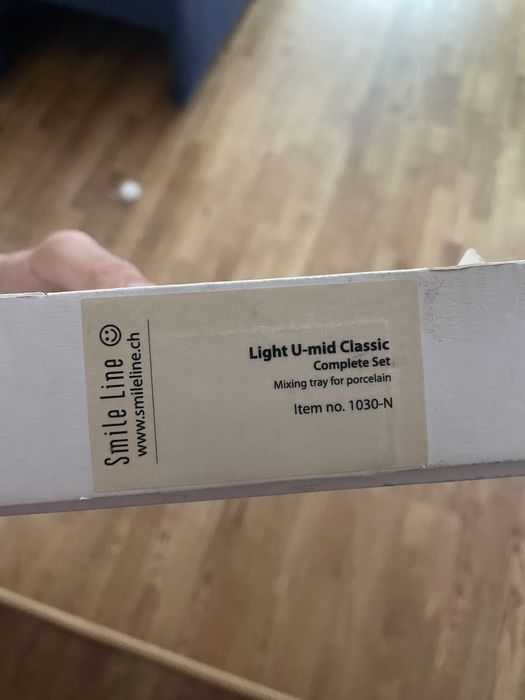 Smile Line
www.smileline.ch
Light U-mid Classic
Complete Set
Mixing tray for porcelain
Item no. 1030-N